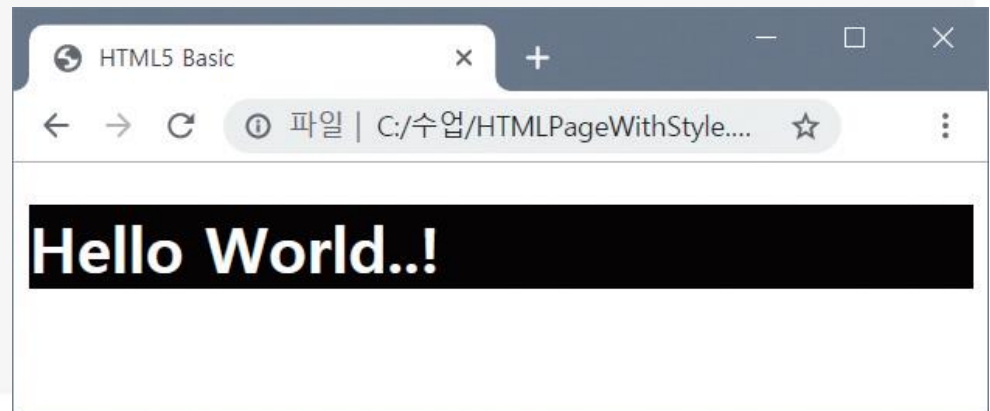 HTML5 Basic
파일 | C:/수업/HTMLPageWithStyle....
Hello World..!